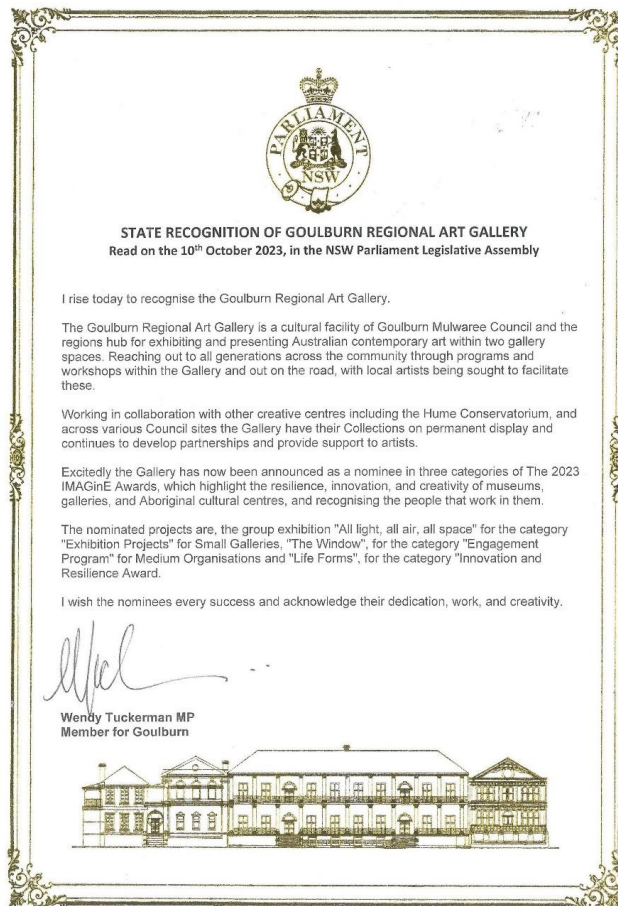 PARLIAMENT
NSW
STATE RECOGNITION OF GOULBURN REGIONAL ART GALLERY
Read on the 10th October 2023, in the NSW Parliament Legislative Assembly
I rise today to recognise the Goulburn Regional Art Gallery.
The Goulburn Regional Art Gallery is a cultural facility of Goulburn Mulwaree Council and the
regions hub for exhibiting and presenting Australian contemporary art within two gallery
spaces. Reaching out to all generations across the community through programs and
workshops within the Gallery and out on the road, with local artists being sought to facilitate
these.
Working in collaboration with other creative centres including the Hume Conservatorium, and
across various Council sites the Gallery have their Collections on permanent display and
continues to develop partnerships and provide support to artists.
Excitedly the Gallery has now been announced as a nominee in three categories of The 2023
IMAGinE Awards, which highlight the resilience, innovation, and creativity of museums,
galleries, and Aboriginal cultural centres, and recognising the people that work in them.
The nominated projects are, the group exhibition "All light, all air, all space" for the category
"Exhibition Projects" for Small Galleries, "The Window", for the category "Engagement
Program" for Medium Organisations and "Life Forms", for the category "Innovation and
Resilience Award.
I wish the nominees every success and acknowledge their dedication, work, and creativity.
Wendy Tuckerman MP
Member for Goulburn